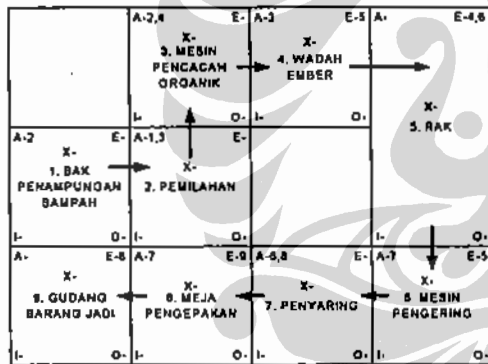 A-2,4 E-
X-
3. MESIN
PENCACAH
ORGANIK
I- O-
A-3 E-5
X-
4. WADAH
EMBER
I- O-
A- E-4,6
X-
5. RAK
I- O-
A-2 E-
X-
1. BAK
PENAMPUNGAN
SAMPAH
I- O-
A-1,3 E-
X-
2. PEMILAHAN
I- O-
A- E-8
X-
9. GUDANG
BARANG JADI
I- O-
A-7 E-9
X-
8 MEJA
PENGEPAKAN
I- O-
A-6,8 E-
X-
7. PENYARING
I- O-
A-7 E-5
X-
6 MESIN
PENGERING
I- O-